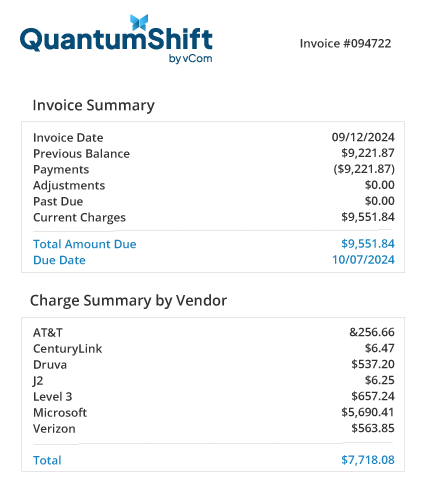 QuantumShift
by vCom
Invoice #094722
Invoice Summary
Invoice Date 09/12/2024
Previous Balance $9,221.87
Payments ($9,221.87)
Adjustments $0.00
Past Due $0.00
Current Charges $9,551.84
Total Amount Due $9,551.84
Due Date 10/07/2024
Charge Summary by Vendor
AT&T &256.66
CenturyLink $6.47
Druva $537.20
J2 $6.25
Level 3 $657.24
Microsoft $5,690.41
Verizon $563.85
Total $7,718.08